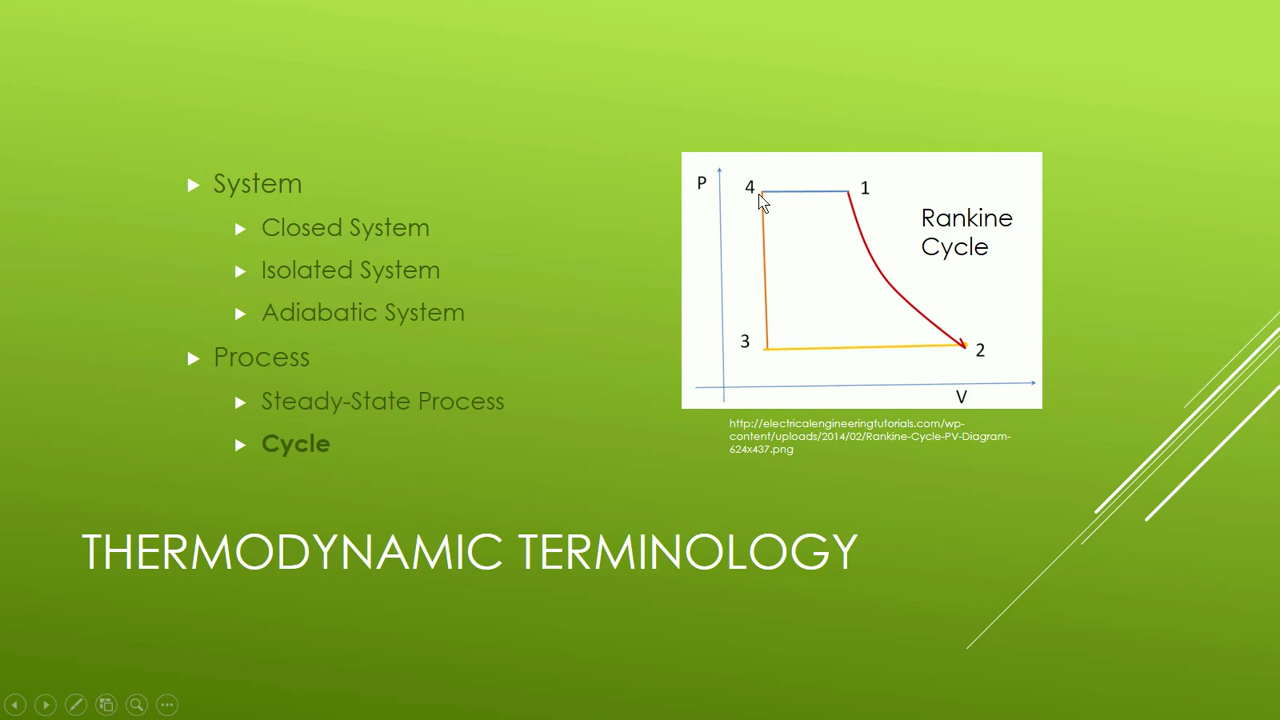 System
Closed System
Isolated System
Adiabatic System
Process
Steady-State Process
Cycle
P
4
1
Rankine
Cycle
3
2
V
http://electricalengineeringtutorials.com/wp-
content/uploads/2014/02/Rankine-Cycle-PV-Diagram-
624x437.png
THERMODYNAMIC TERMINOLOGY